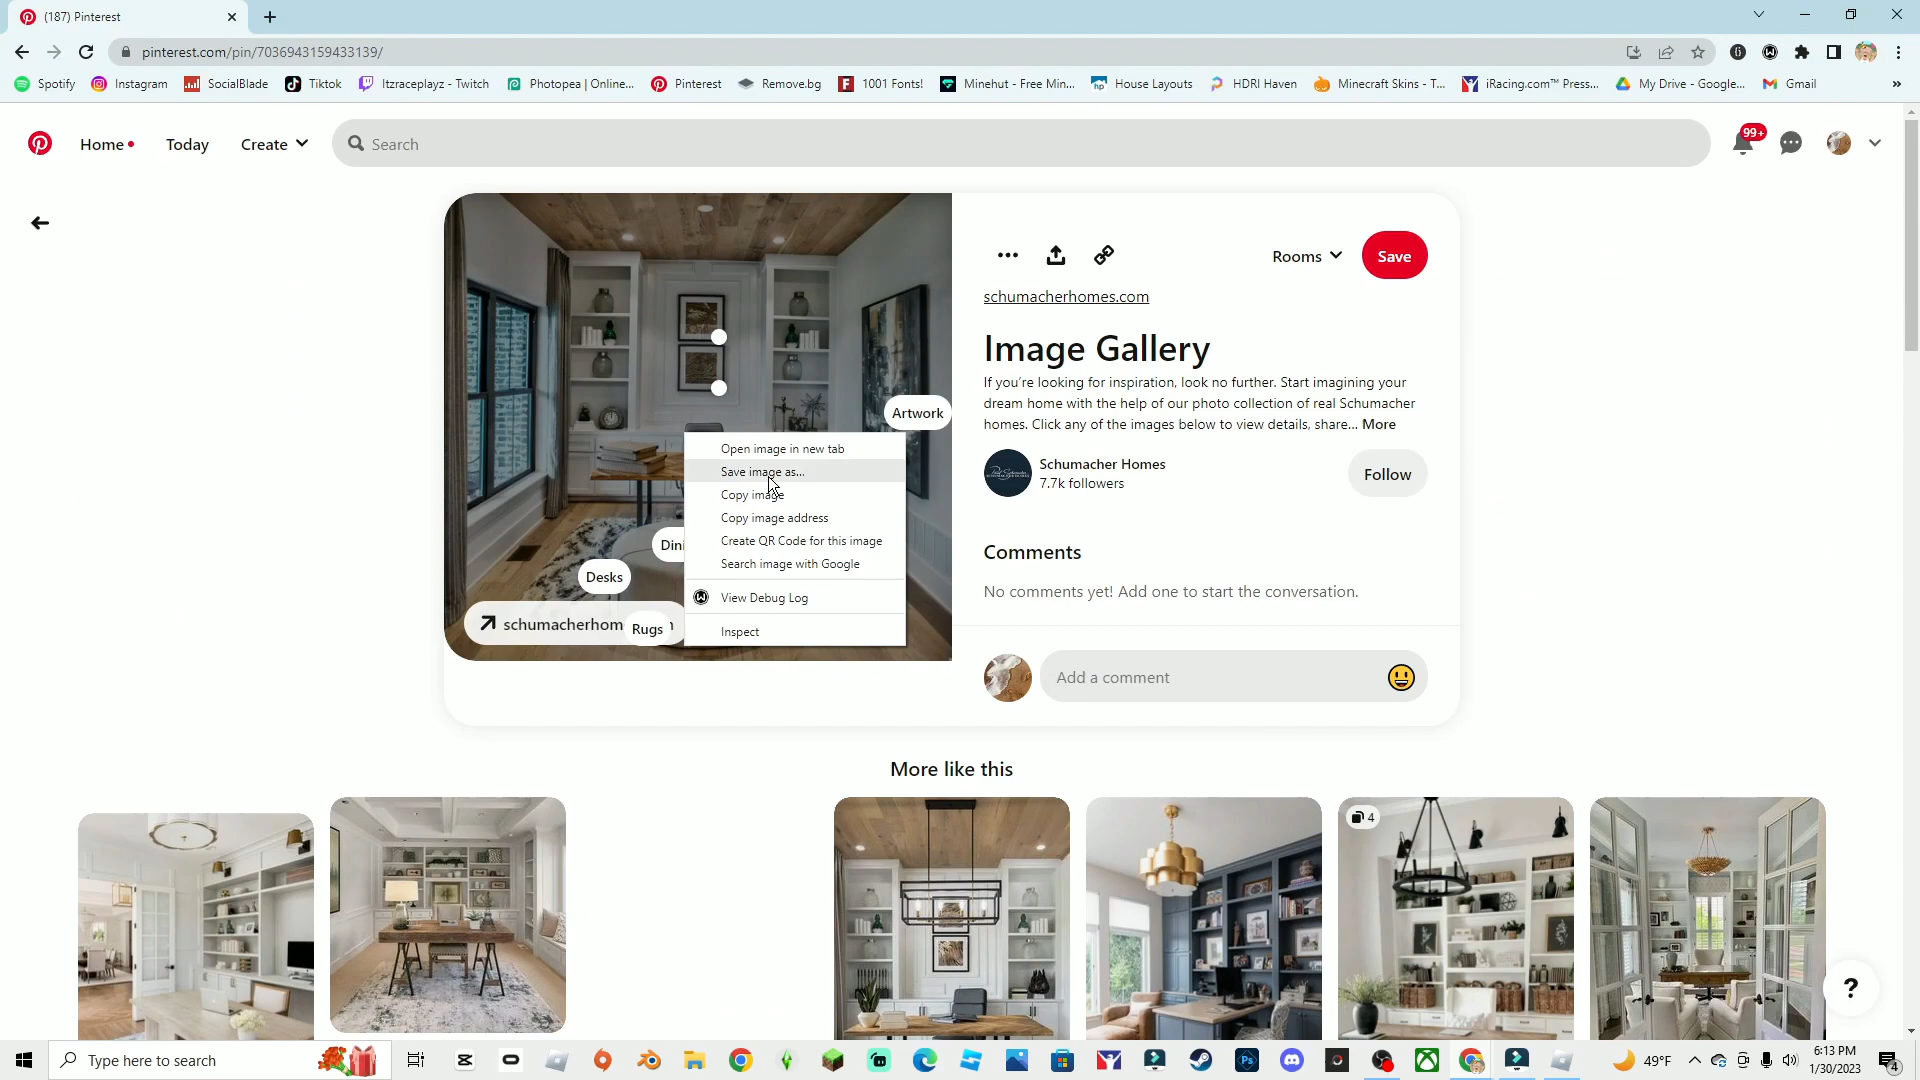 (187) Pinterest
pinterest.com/pin/7036943159433139/
Spotify
Instagram
SocialBlade
Tiktok
Itzraceplayz - Twitch
Photopea | Online...
Pinterest
Remove.bg
1001 Fonts!
Minehut - Free Min...
House Layouts
HDRI Haven
Minecraft Skins - T...
iRacing.com™ Press...
My Drive - Google...
Gmail
Home
Today
Create
Search
99+
Rooms
Save
schumacherhomes.com
Image Gallery
If you're looking for inspiration, look no further. Start imagining your
dream home with the help of our photo collection of real Schumacher
homes. Click any of the images below to view details, share... More
Schumacher Homes
7.7k followers
Follow
Artwork
Open image in new tab
Save image as...
Copy image
Copy image address
Create QR Code for this image
Search image with Google
View Debug Log
Inspect
Dini
Desks
schumacherhom
Rugs
Comments
No comments yet! Add one to start the conversation.
Add a comment
More like this
4
?
Type here to search
49°F
6:13 PM
1/30/2023
4